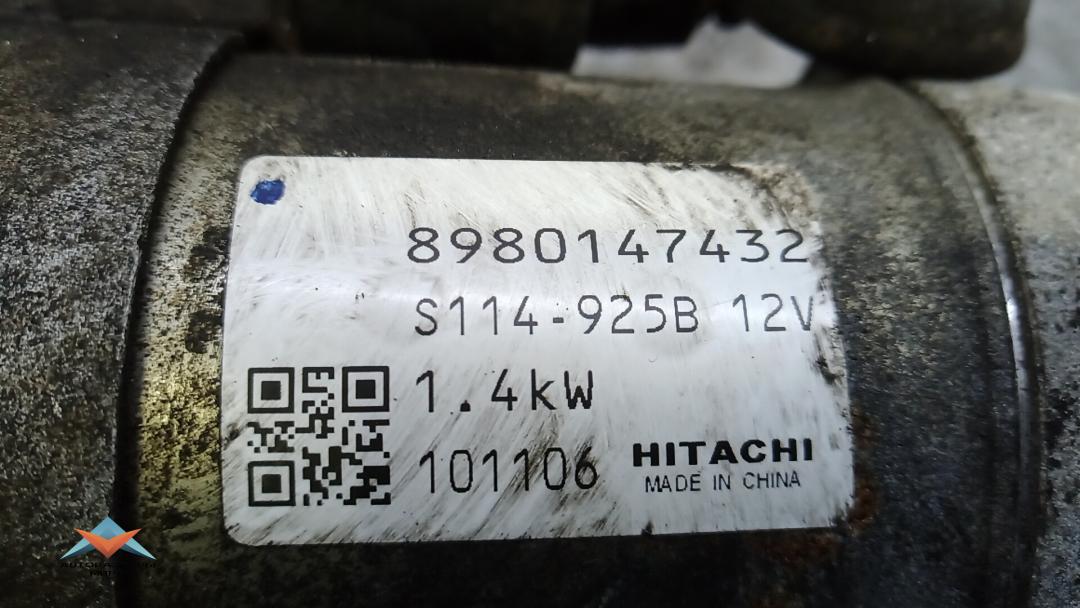 8980147432
S114-925B 12V
1.4kW
101106
HITACHI
MADE IN CHINA